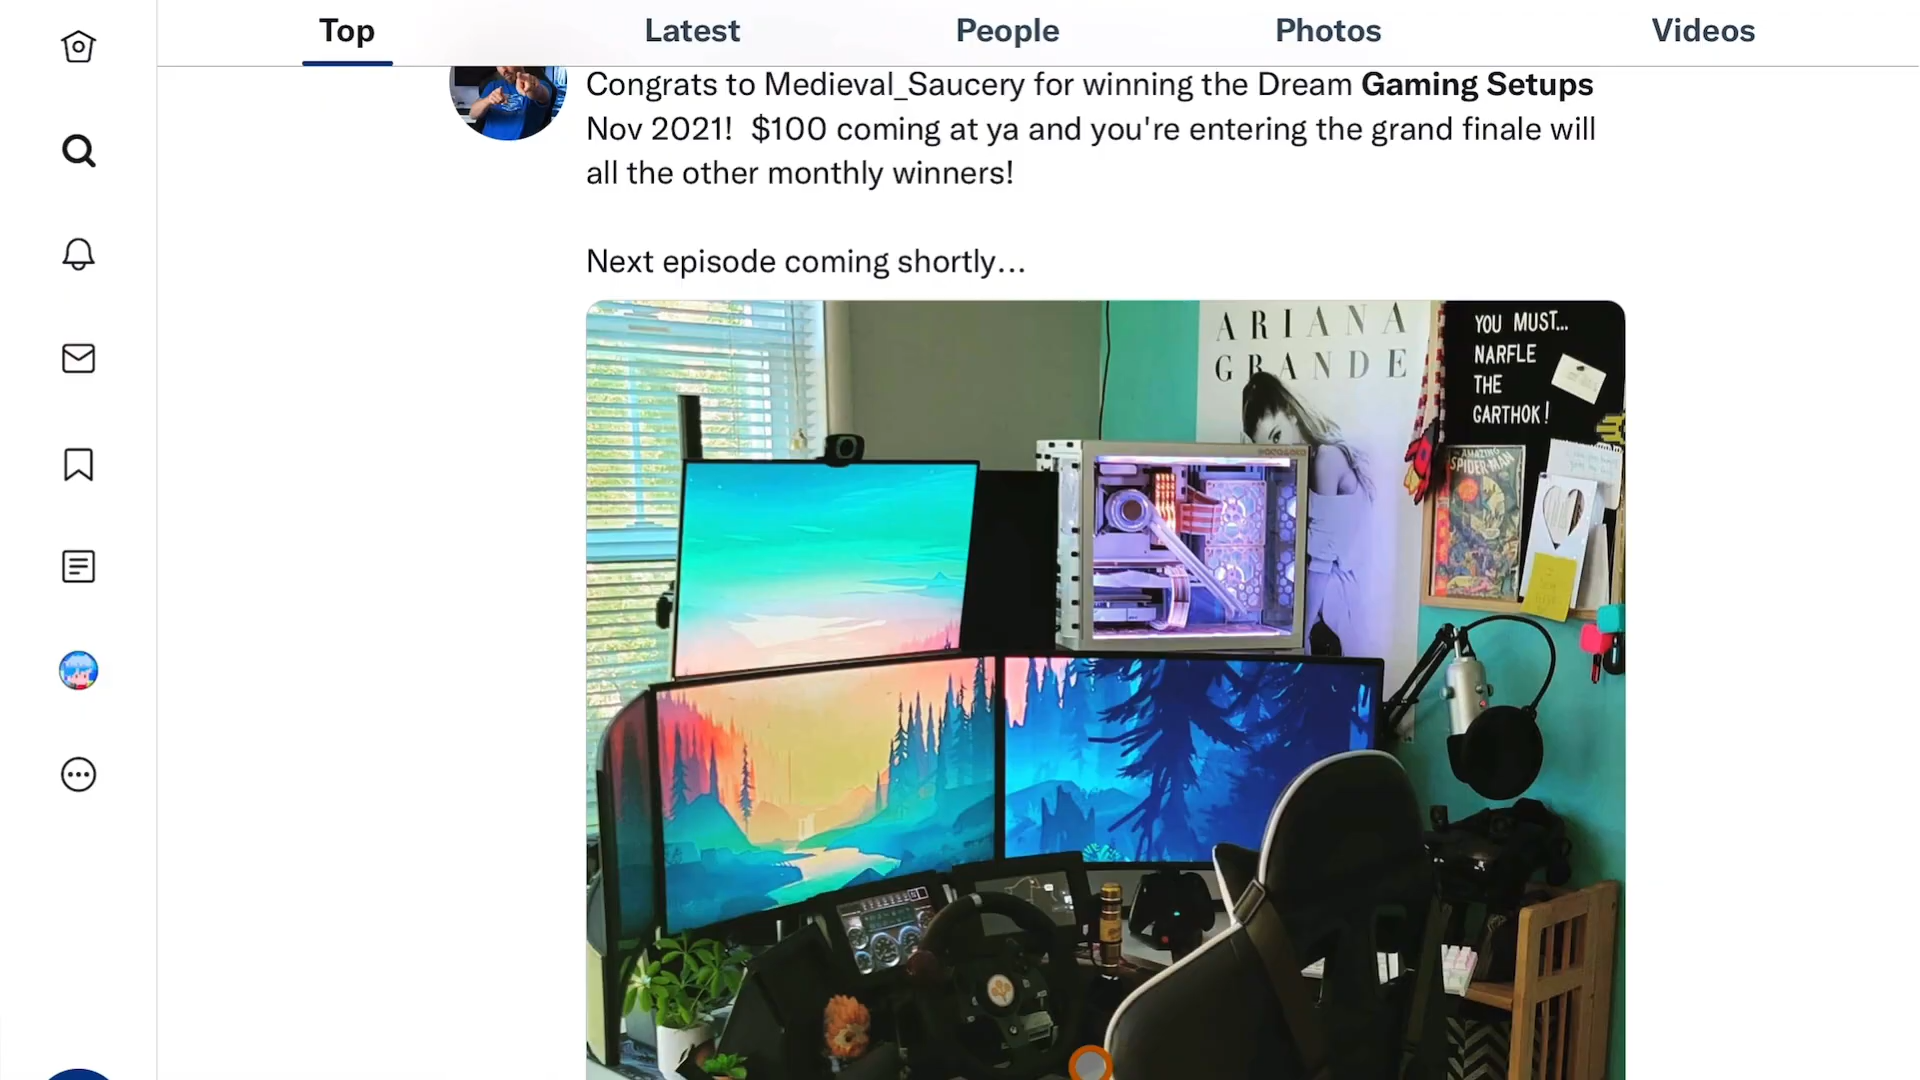 Top Latest People Photos Videos
Congrats to Medieval_Saucery for winning the Dream Gaming Setups
Nov 2021! $100 coming at ya and you're entering the grand finale will
all the other monthly winners!
Next episode coming shortly...
ARIANA
GRANDE
YOU MUST...
NARFLE
THE
GARTHOK!
AMAZING
SPIDER-MAN